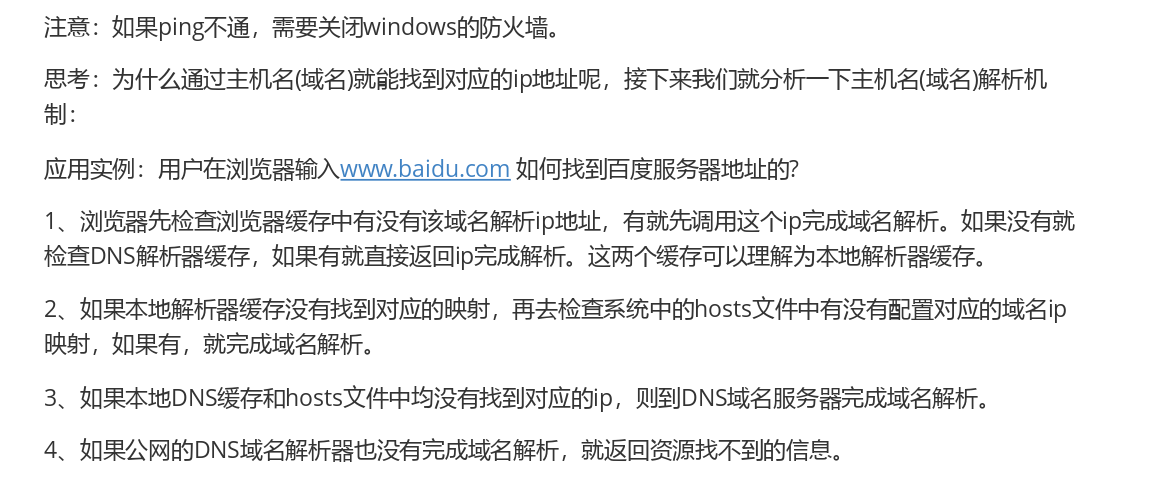 注意：如果ping不通，需要关闭windows的防火墙。
思考：为什么通过主机名(域名)就能找到对应的ip地址呢，接下来我们就分析一下主机名(域名)解析机
制：
应用实例：用户在浏览器输入www.baidu.com 如何找到百度服务器地址的?
1、浏览器先检查浏览器缓存中有没有该域名解析ip地址，有就先调用这个ip完成域名解析。如果没有就
检查DNS解析器缓存，如果有就直接返回ip完成解析。这两个缓存可以理解为本地解析器缓存。
2、如果本地解析器缓存没有找到对应的映射，再去检查系统中的hosts文件中有没有配置对应的域名ip
映射，如果有，就完成域名解析。
3、如果本地DNS缓存和hosts文件中均没有找到对应的ip，则到DNS域名服务器完成域名解析。
4、如果公网的DNS域名解析器也没有完成域名解析，就返回资源找不到的信息。